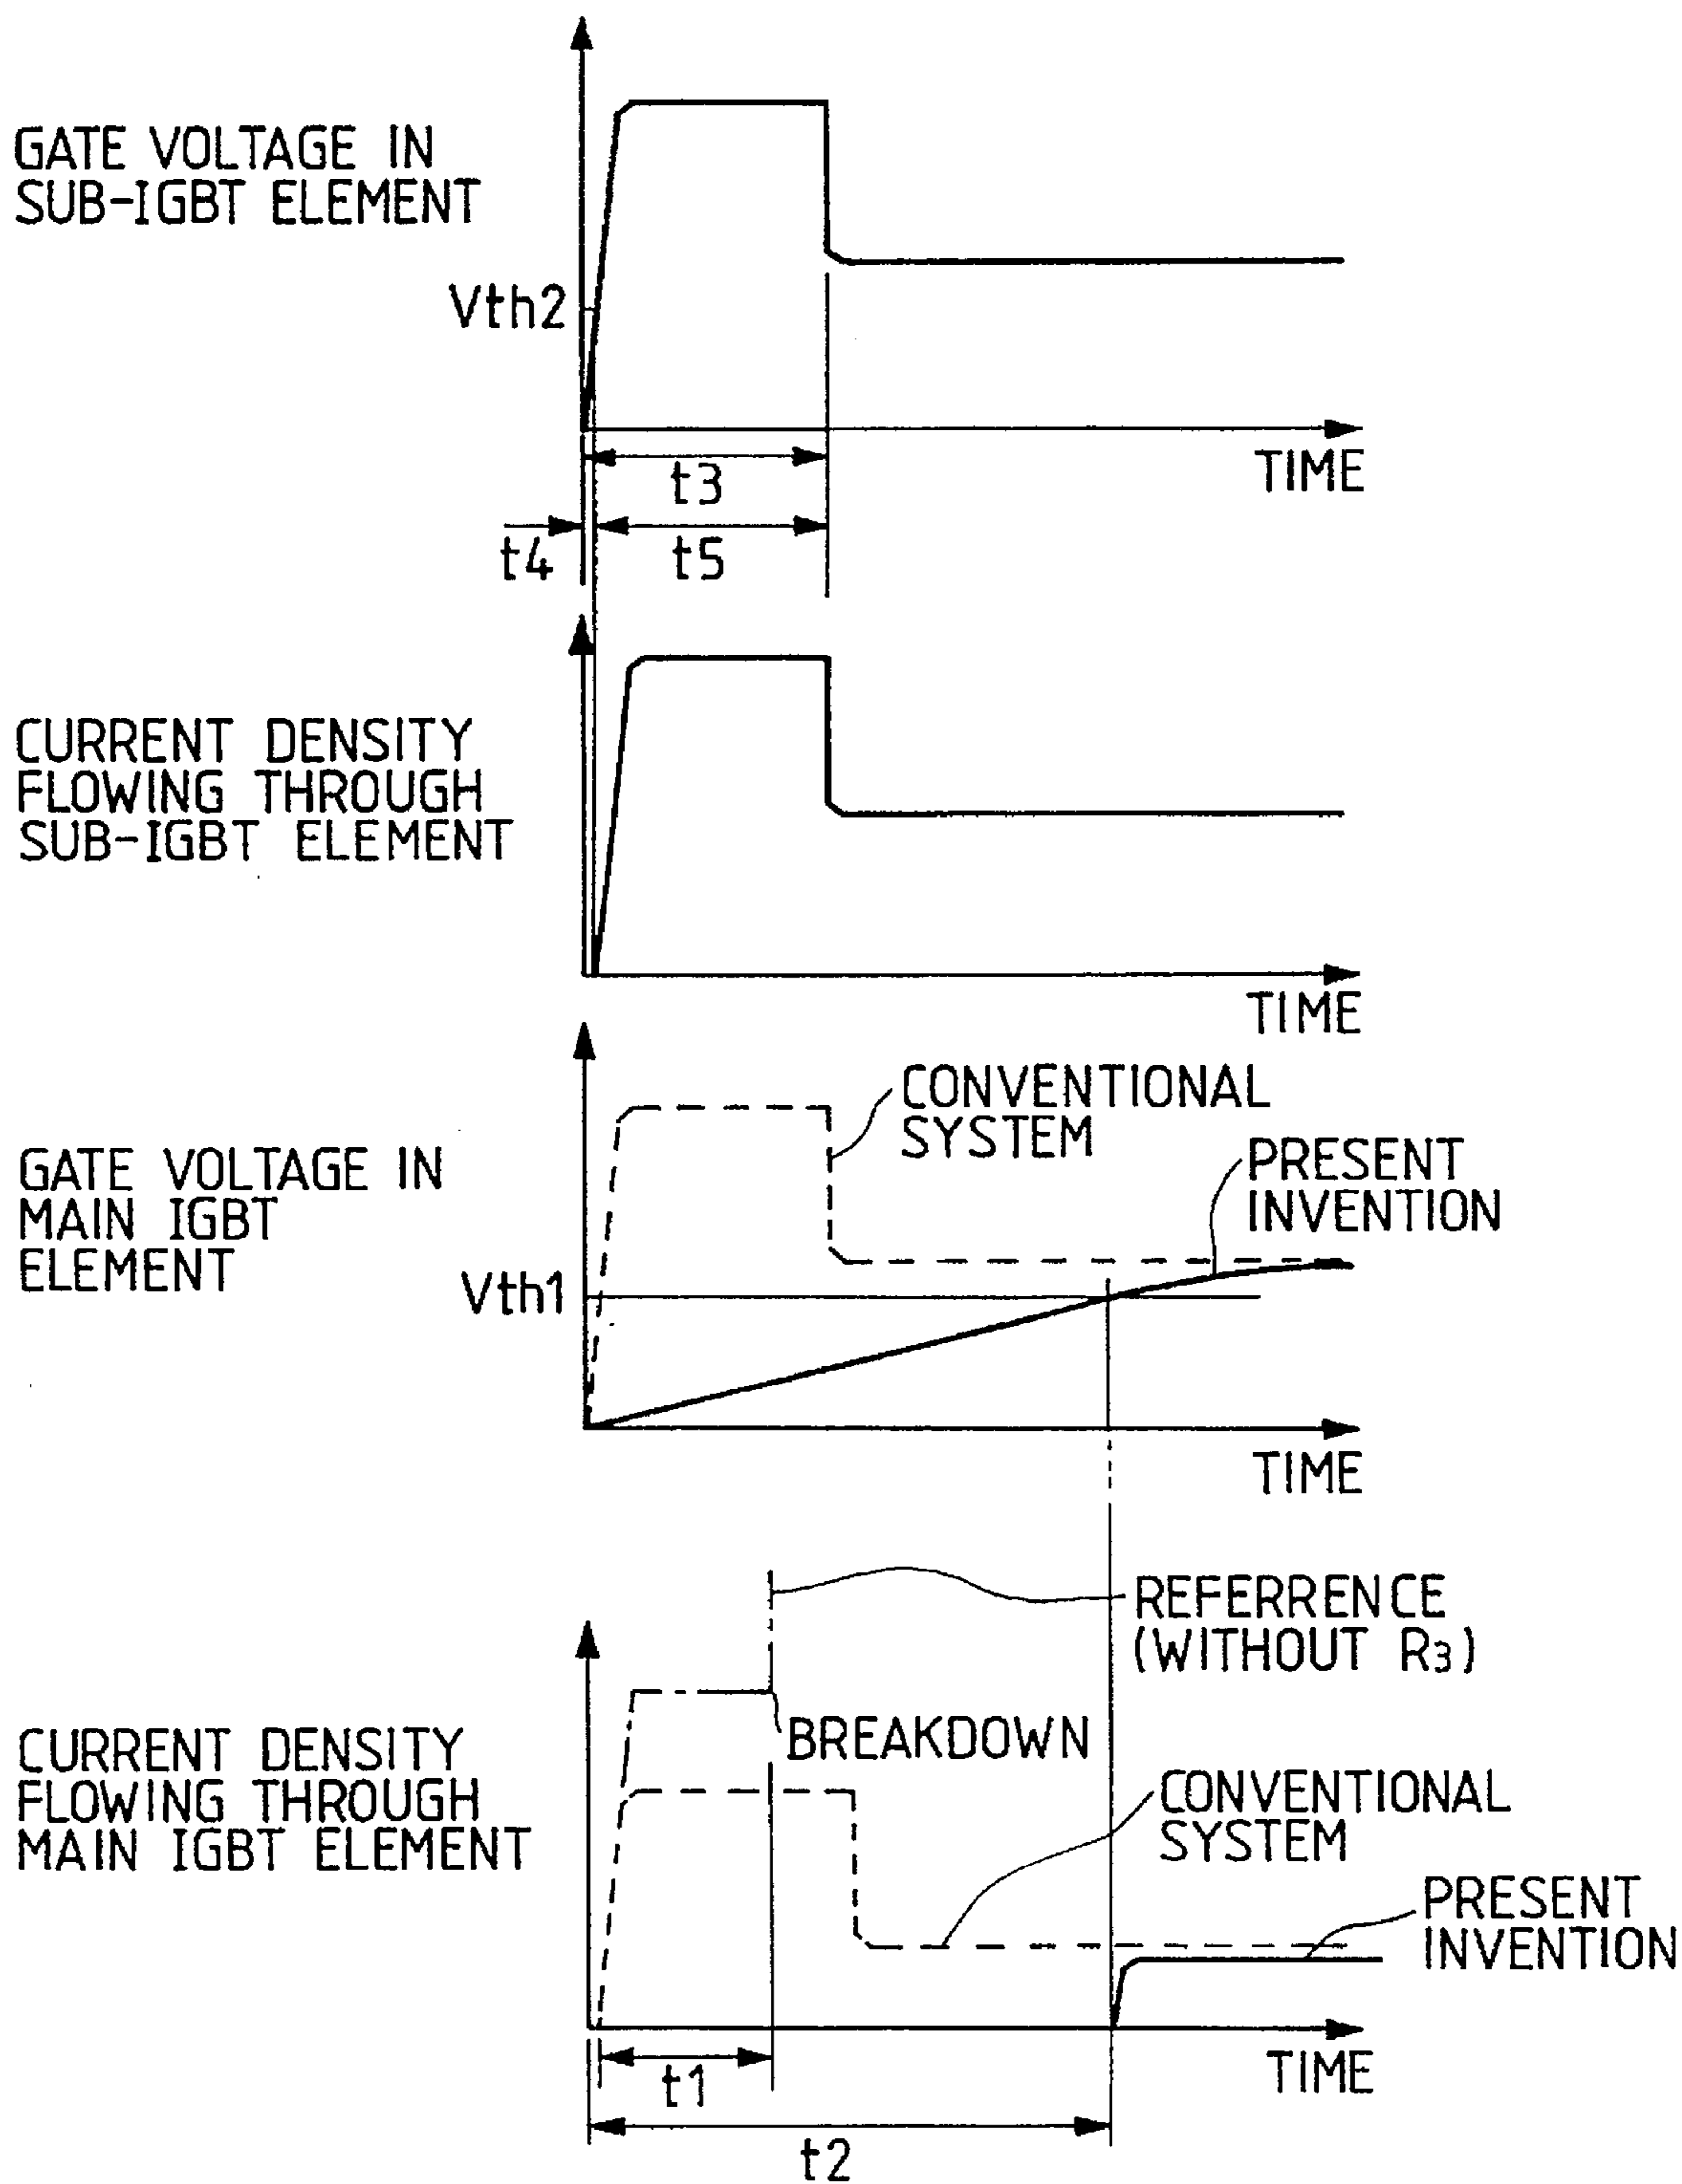 GATE VOLTAGE IN
SUB-IGBT ELEMENT
Vth2
TIME
t3
t4
t5
CURRENT DENSITY
FLOWING THROUGH
SUB-IGBT ELEMENT
TIME
CONVENTIONAL
SYSTEM
PRESENT
INVENTION
GATE VOLTAGE IN
MAIN IGBT
ELEMENT
Vth1
TIME
REFERRENCE
(WITHOUT R3)
BREAKDOWN
CURRENT DENSITY
FLOWING THROUGH
MAIN IGBT ELEMENT
CONVENTIONAL
SYSTEM
PRESENT
INVENTION
TIME
t1
t2